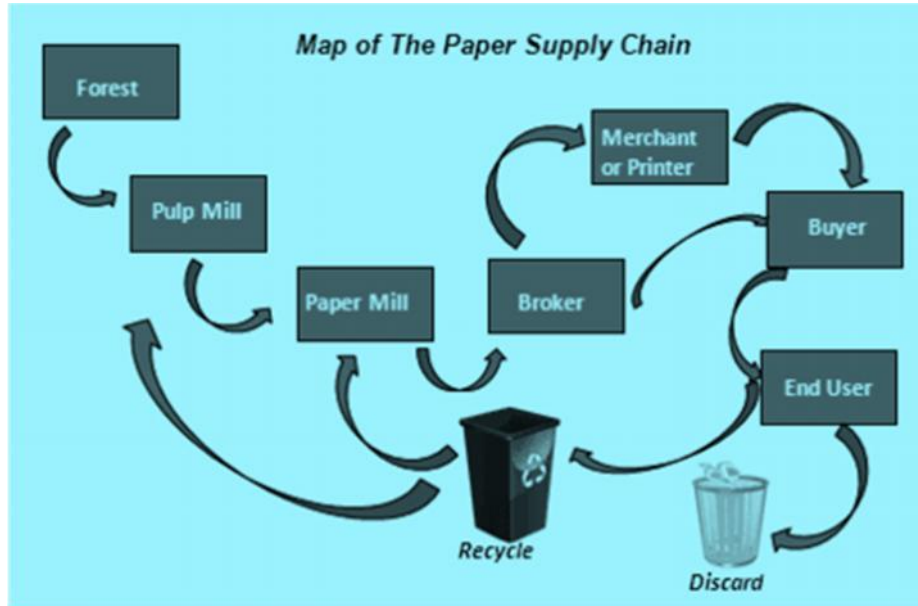 Map of The Paper Supply Chain
Forest
Pulp Mill
Paper Mill
Broker
Merchant
or Printer
Buyer
End User
Recycle
Discard